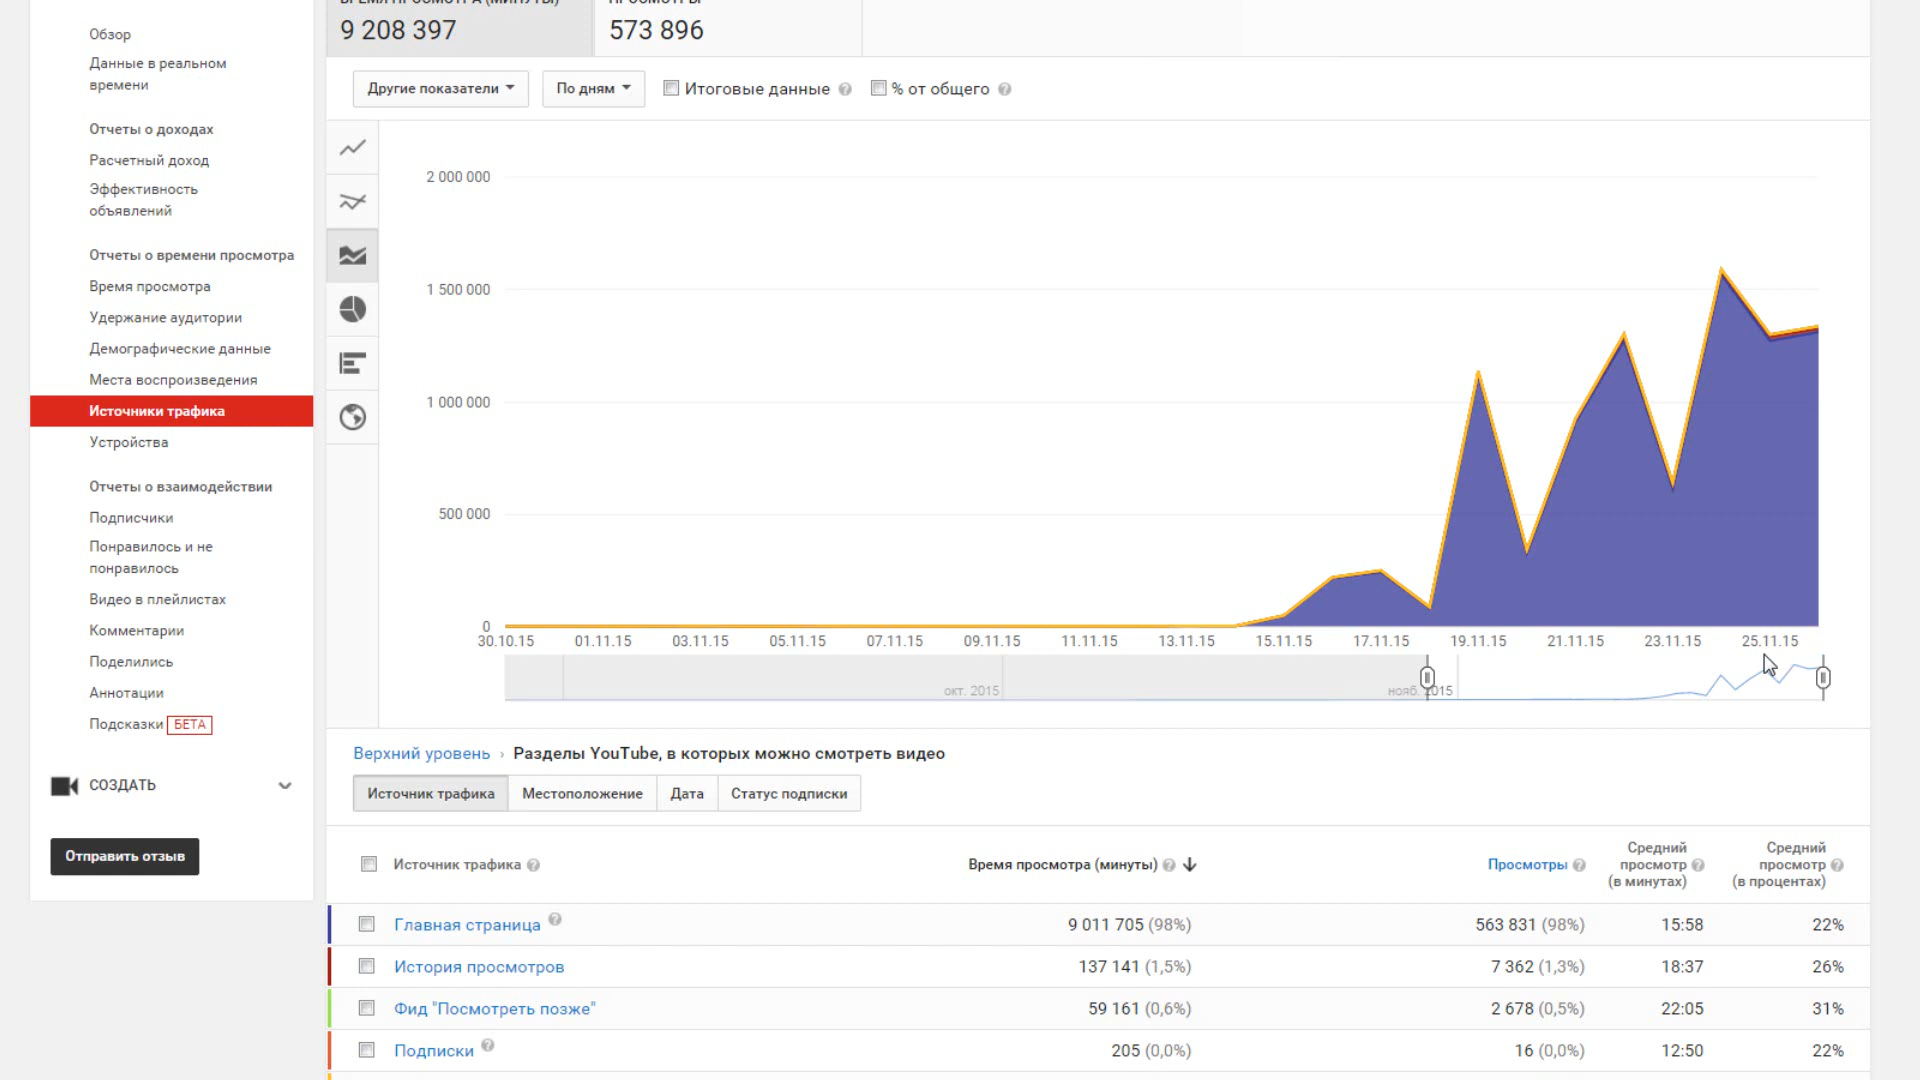 ВРЕМЯ ПРОСМОТРА (МИНУТЫ)
ПРОСМОТРЫ
9 208 397
573 896
Обзор
Данные в реальном
времени
Отчеты о доходах
Расчетный доход
Эффективность
объявлений
Отчеты о времени просмотра
Время просмотра
Удержание аудитории
Демографические данные
Места воспроизведения
Источники трафика
Устройства
Отчеты о взаимодействии
Подписчики
Понравилось и не
понравилось
Видео в плейлистах
Комментарии
Поделились
Аннотации
Подсказки БЕТА
СОЗДАТЬ
Отправить отзыв
Другие показатели
По дням
Итоговые данные ?
% от общего ?
2 000 000
1 500 000
1 000 000
500 000
0
30.10.15 01.11.15 03.11.15 05.11.15 07.11.15 09.11.15 11.11.15 13.11.15 15.11.15 17.11.15 19.11.15 21.11.15 23.11.15 25.11.15
окт. 2015
нояб. 2015
Верхний уровень › Разделы YouTube, в которых можно смотреть видео
Источник трафика Местоположение Дата Статус подписки
Источник трафика ?
Время просмотра (минуты) ?
Просмотры ?
Средний
просмотр ?
(в минутах)
Средний
просмотр ?
(в процентах)
Главная страница ? 9 011 705 (98%) 563 831 (98%) 15:58 22%
История просмотров 137 141 (1,5%) 7 362 (1,3%) 18:37 26%
Фид "Посмотреть позже" 59 161 (0,6%) 2 678 (0,5%) 22:05 31%
Подписки ? 205 (0,0%) 16 (0,0%) 12:50 22%